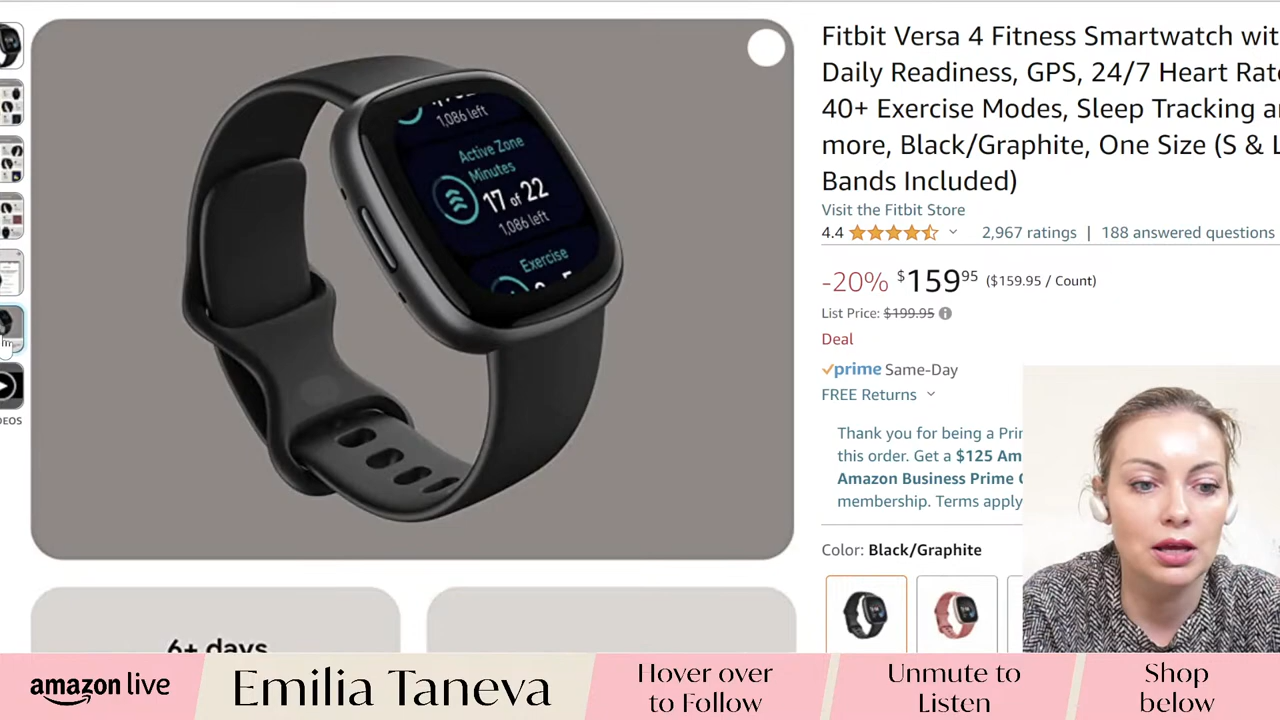 1,086 left
Active Zone
Minutes
17 of 22
1,086 left
Exercise
6+ days
Fitbit Versa 4 Fitness Smartwatch
Daily Readiness, GPS, 24/7 Heart
40+ Exercise Modes, Sleep Tracking
more, Black/Graphite, One Size (S &
Bands Included)
Visit the Fitbit Store
4.4
2,967 ratings | 188 answered questions
-20% $159 95 ($159.95 / Count)
List Price: $199.95
Deal
prime Same-Day
FREE Returns
Thank you for being a
this order. Get a $125
Amazon Business Prime
membership. Terms apply
Color: Black/Graphite
amazon live
Emilia Taneva
Hover over
to Follow
Unmute to
Listen
Shop
below